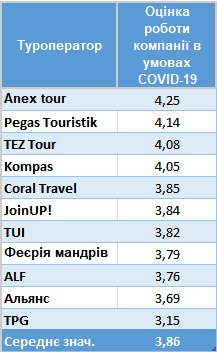 Туроператор
Оцінка
роботи
компанії в
умовах
COVID-19
Anex tour 4,25
Pegas Touristik 4,14
TEZ Tour 4,08
Kompas 4,05
Coral Travel 3,85
JoinUP! 3,84
TUI 3,82
Феєрія мандрів 3,79
ALF 3,76
Альянс 3,69
TPG 3,15
Середнє знач. 3,86